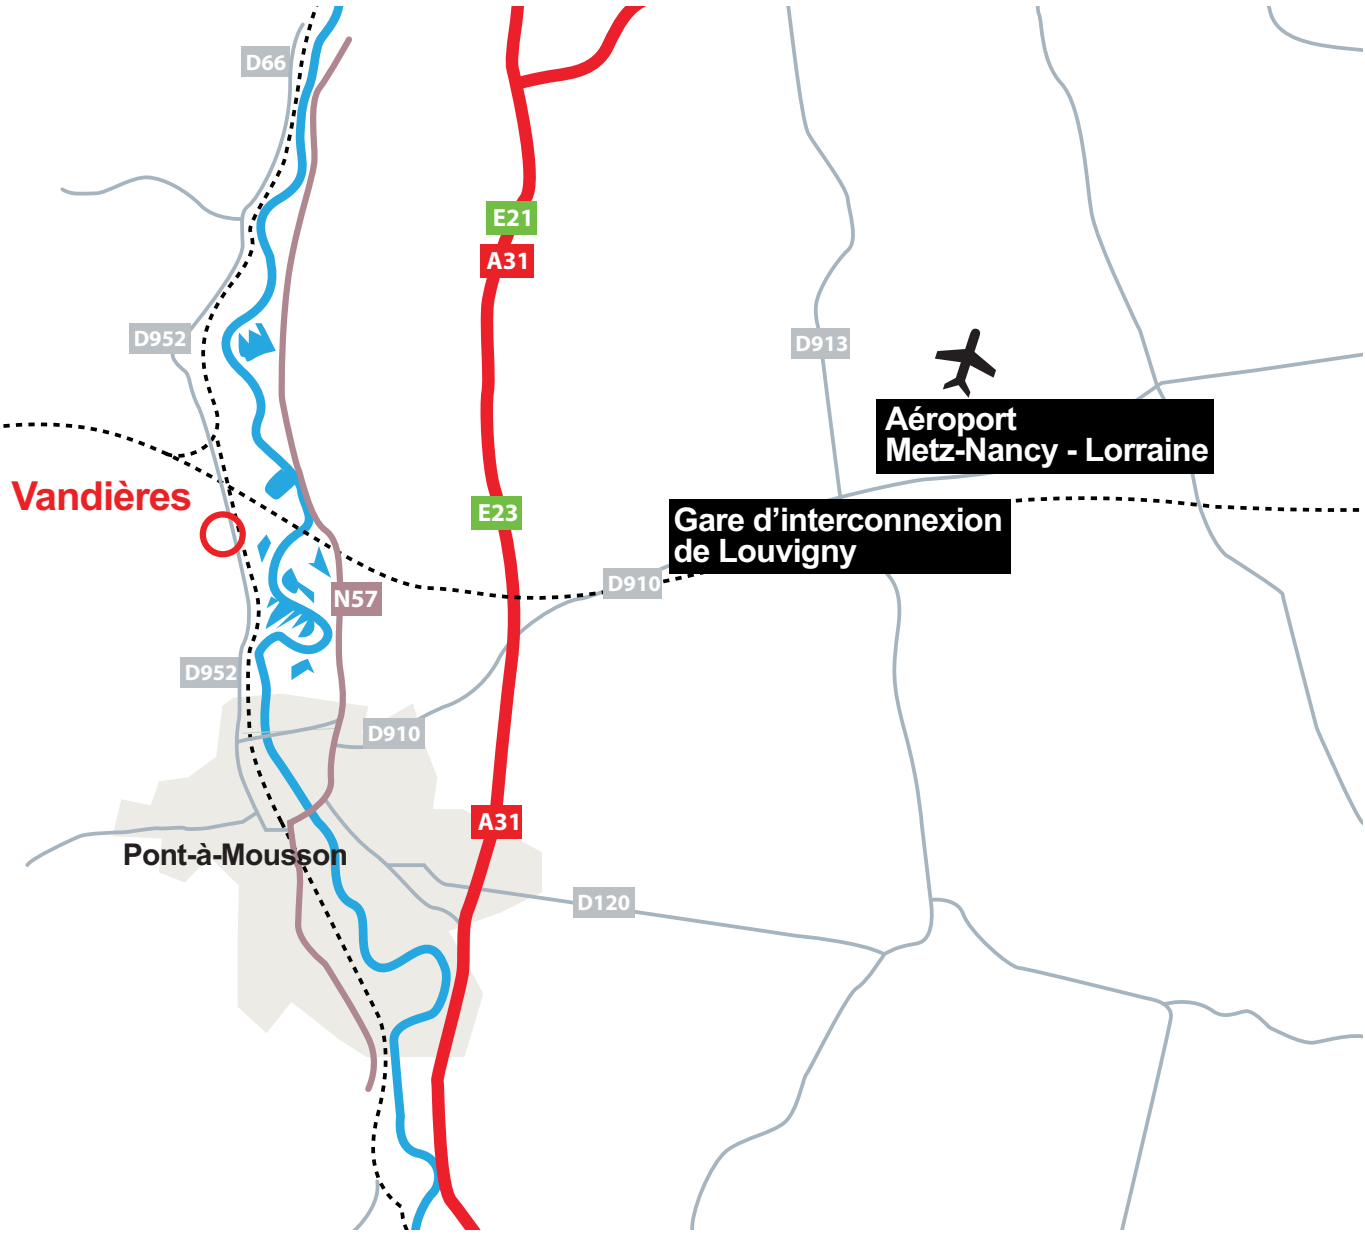 D66
E21
A31
D952
D913
Aéroport
Metz-Nancy - Lorraine
Vandières
E23
Gare d’interconnexion
de Louvigny
D910
N57
D952
D910
A31
Pont-à-Mousson
D120